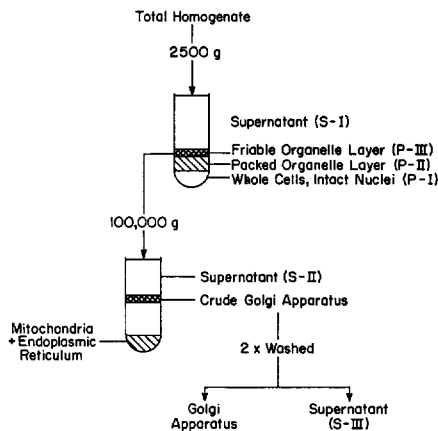 Total Homogenate
2500 g
Supernatant (S-I)
Friable Organelle Layer (P-III)
Packed Organelle Layer (P-II)
Whole Cells, Intact Nuclei (P-I)
100,000 g
Supernatant (S-II)
Crude Golgi Apparatus
Mitochondria
+ Endoplasmic
Reticulum
2 x Washed
Golgi
Apparatus
Supernatant
(S-III)